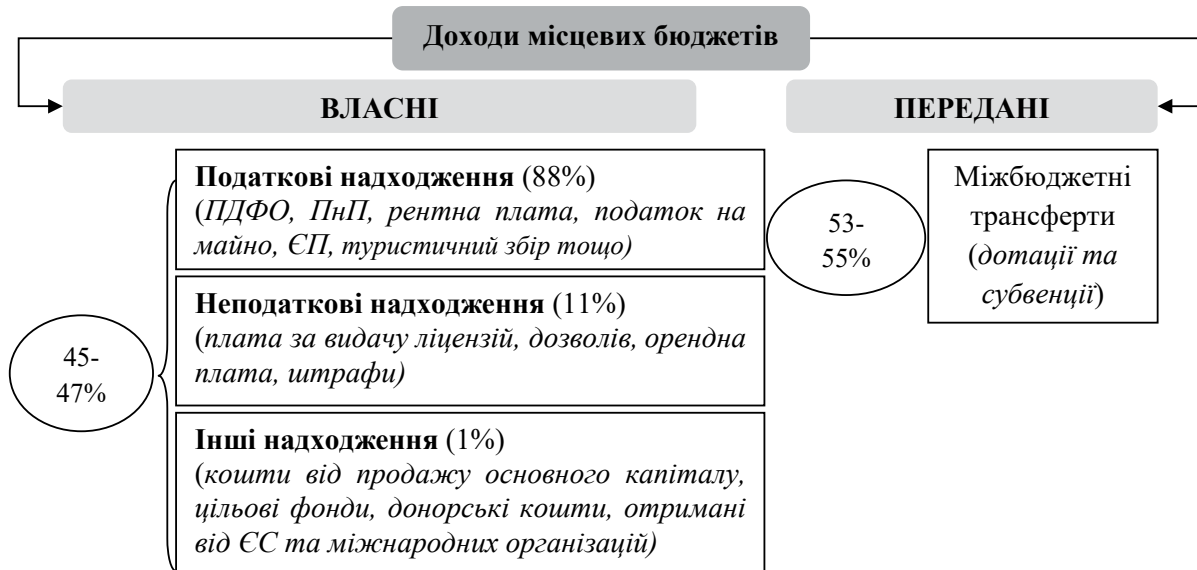 Доходи місцевих бюджетів
ВЛАСНІ
ПЕРЕДАНІ
45-
47%
Податкові надходження (88%)
(ПДФО, ПнП, рентна плата, податок на
майно, ЄП, туристичний збір тощо)
Неподаткові надходження (11%)
(плата за видачу ліцензій, дозволів, орендна
плата, штрафи)
Інші надходження (1%)
(кошти від продажу основного капіталу,
цільові фонди, донорські кошти, отримані
від ЄС та міжнародних організацій)
53-
55%
Міжбюджетні
трансферти
(дотації та
субвенції)